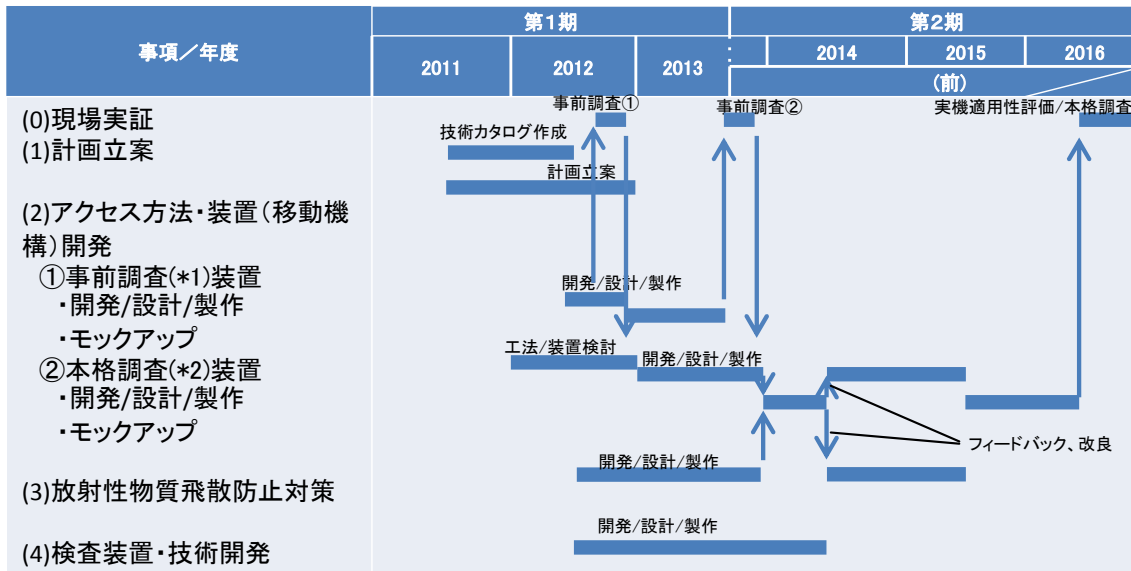 事項／年度
第1期
第2期
2011
2012
2013
2014
2015
2016
(前)
(0)現場実証
事前調査①
事前調査②
実機適用性評価/本格調査
(1)計画立案
技術カタログ作成
計画立案
(2)アクセス方法・装置（移動機
構）開発
①事前調査(*1)装置
・開発/設計/製作
開発/設計/製作
・モックアップ
工法/装置検討
開発/設計/製作
②本格調査(*2)装置
・開発/設計/製作
・モックアップ
フィードバック、改良
開発/設計/製作
(3)放射性物質飛散防止対策
開発/設計/製作
(4)検査装置・技術開発